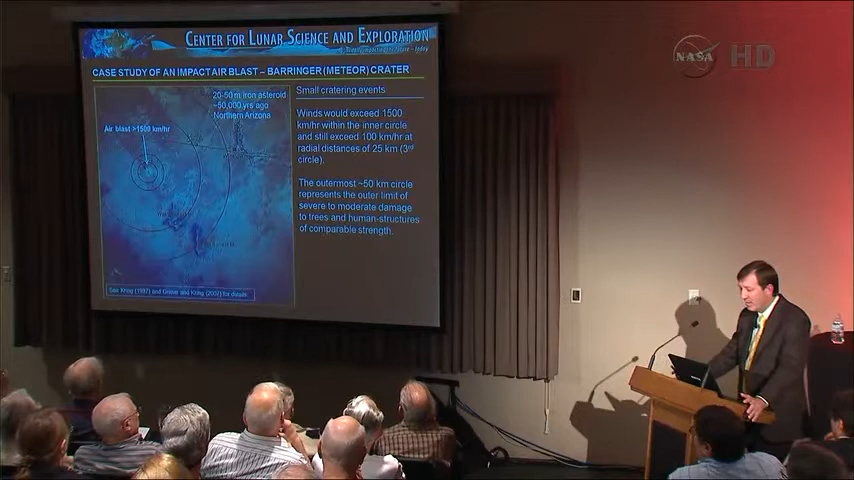 CENTER FOR LUNAR SCIENCE AND EXPLORATION
CASE STUDY OF AN IMPACT AIR BLAST – BARRINGER (METEOR) CRATER
20-50 m iron asteroid
~50,000 yrs ago
Northern Arizona
Air blast >1500 km/hr
See Kring (1997) and Kring (2007) for details.
Small cratering events
Winds would exceed 1500
km/hr within the inner circle
and still exceed 100 km/hr at
radial distances of 25 km (3rd
circle).
The outermost ~50 km circle
represents the outer limit of
severe to moderate damage
to trees and human-structures
of comparable strength.
NASA HD